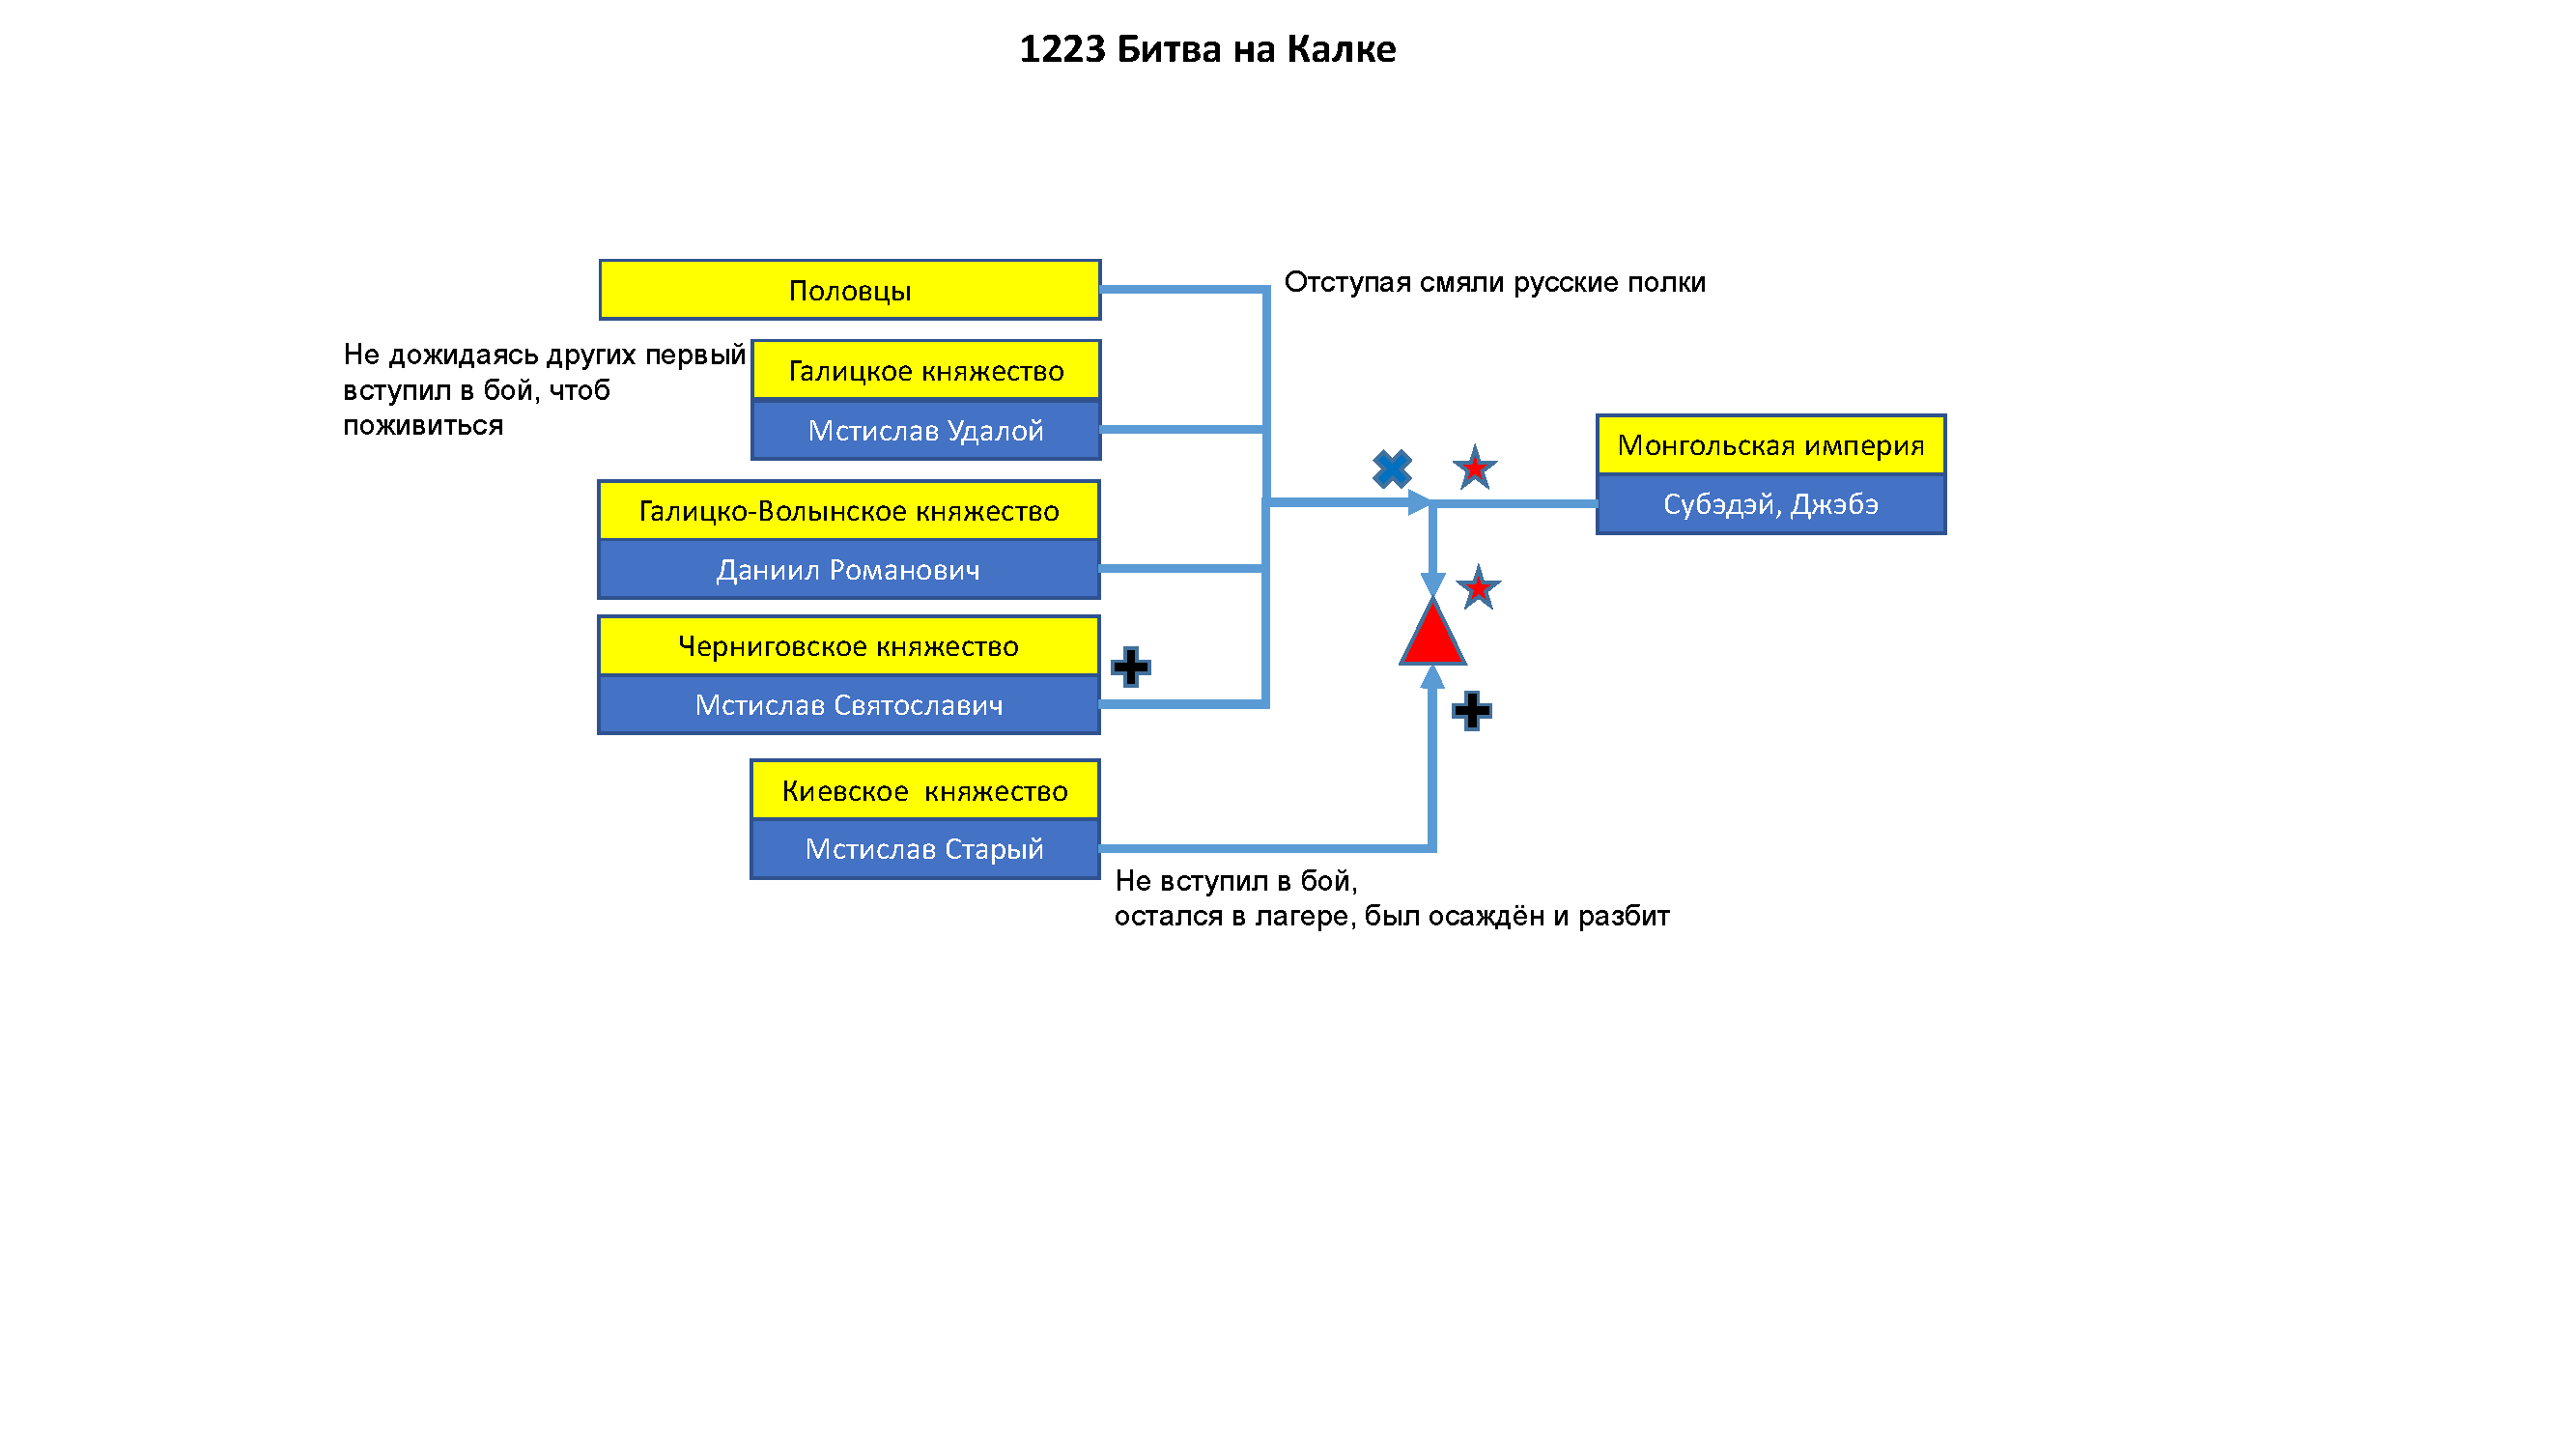 1223 Битва на Калке
Половцы
Отступая смяли русские полки
Не дожидаясь других первый
вступил в бой, чтоб
поживиться
Галицкое княжество
Мстислав Удалой
Монгольская империя
Субэдэй, Джэбэ
Галицко-Волынское княжество
Даниил Романович
Черниговское княжество
Мстислав Святославич
Киевское княжество
Мстислав Старый
Не вступил в бой,
остался в лагере, был осаждён и разбит